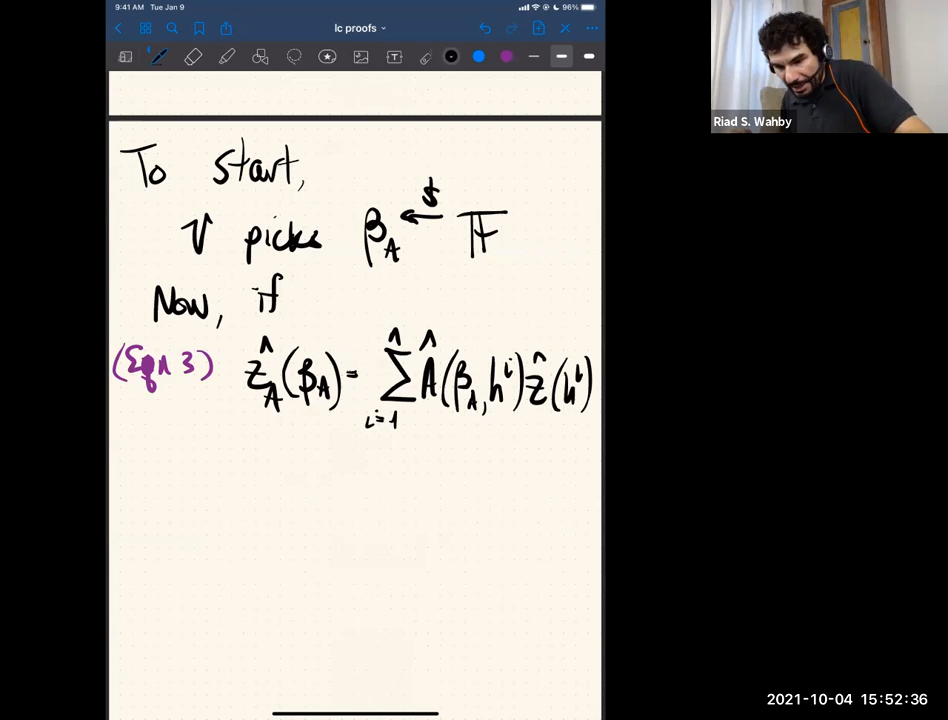 9:41 AM Tue Jan 9
96%
lc proofs
Riad S. Wahby
To start,
V picks β_A ←$ 𝔽
Now, if
(Eqn 3) ẑ_A(β_A) = ∑_{i=1}^{n} Â(β_A, h^i) ẑ(h^i)
2021-10-04 15:52:36